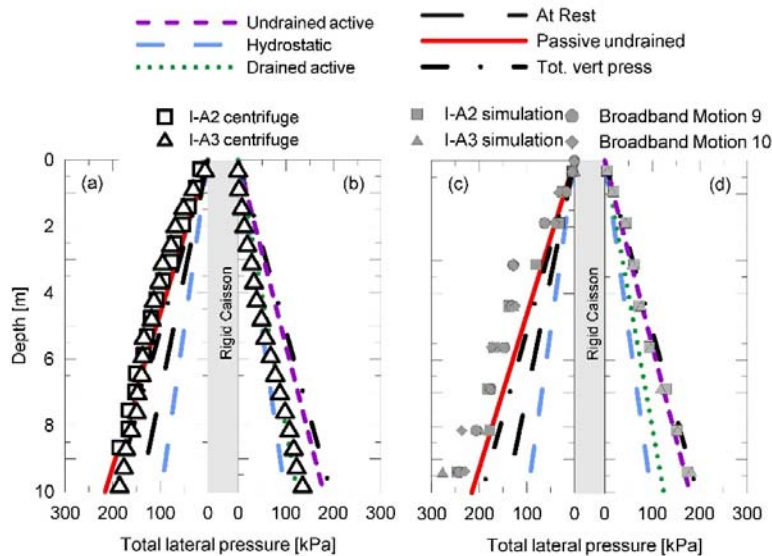 Undrained active
Hydrostatic
Drained active
At Rest
Passive undrained
Tot. vert press
I-A2 centrifuge
I-A3 centrifuge
I-A2 simulation
I-A3 simulation
Broadband Motion 9
Broadband Motion 10
0
2
4
6
8
10
Depth [m]
(a)
(b)
(c)
(d)
Rigid Caisson
Rigid Caisson
300 200 100 0 0 100 200 300 200 100 0 0 100 200 300
Total lateral pressure [kPa]
Total lateral pressure [kPa]